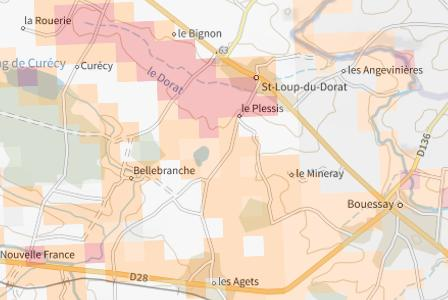 la Rouerie
le Bignon
63
ng de Curécy
Curécy
le Dorat
les Angevinières
St-Loup-du-Dorat
le Plessis
D136
Bellebranche
le Mineray
Bouessay
Nouvelle France
D28
les Agets